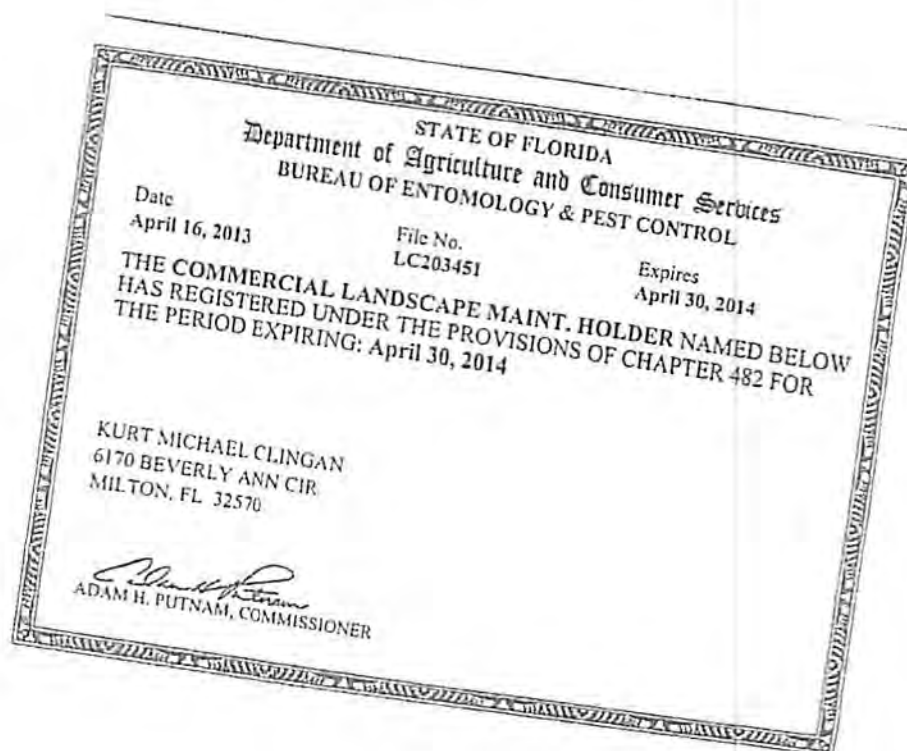 STATE OF FLORIDA
Department of Agriculture and Consumer Services
BUREAU OF ENTOMOLOGY & PEST CONTROL
Date
April 16, 2013
File No.
LC203451
Expires
April 30, 2014
THE COMMERCIAL LANDSCAPE MAINT. HOLDER NAMED BELOW
HAS REGISTERED UNDER THE PROVISIONS OF CHAPTER 482 FOR
THE PERIOD EXPIRING: April 30, 2014
KURT MICHAEL CLINGAN
6170 BEVERLY ANN CIR
MILTON, FL 32570
Adam H. Putnam
ADAM H. PUTNAM, COMMISSIONER